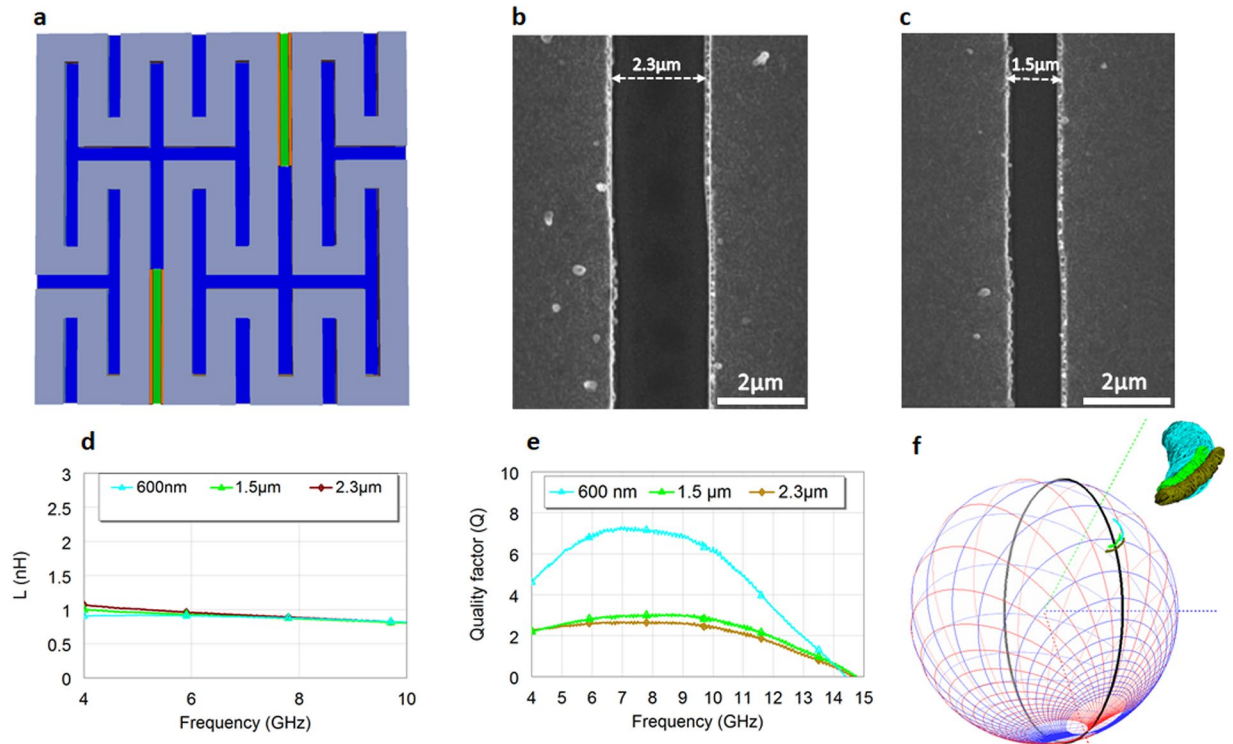 a
b
c
2.3µm
1.5µm
2µm
2µm
d
e
f
3
2.5
2
1.5
1
0.5
0
L (nH)
600nm 1.5µm 2.3µm
4 6 8 10
Frequency (GHz)
10
8
6
4
2
0
Quality factor (Q)
600 nm 1.5 µm 2.3µm
4 5 6 7 8 9 10 11 12 13 14 15
Frequency (GHz)